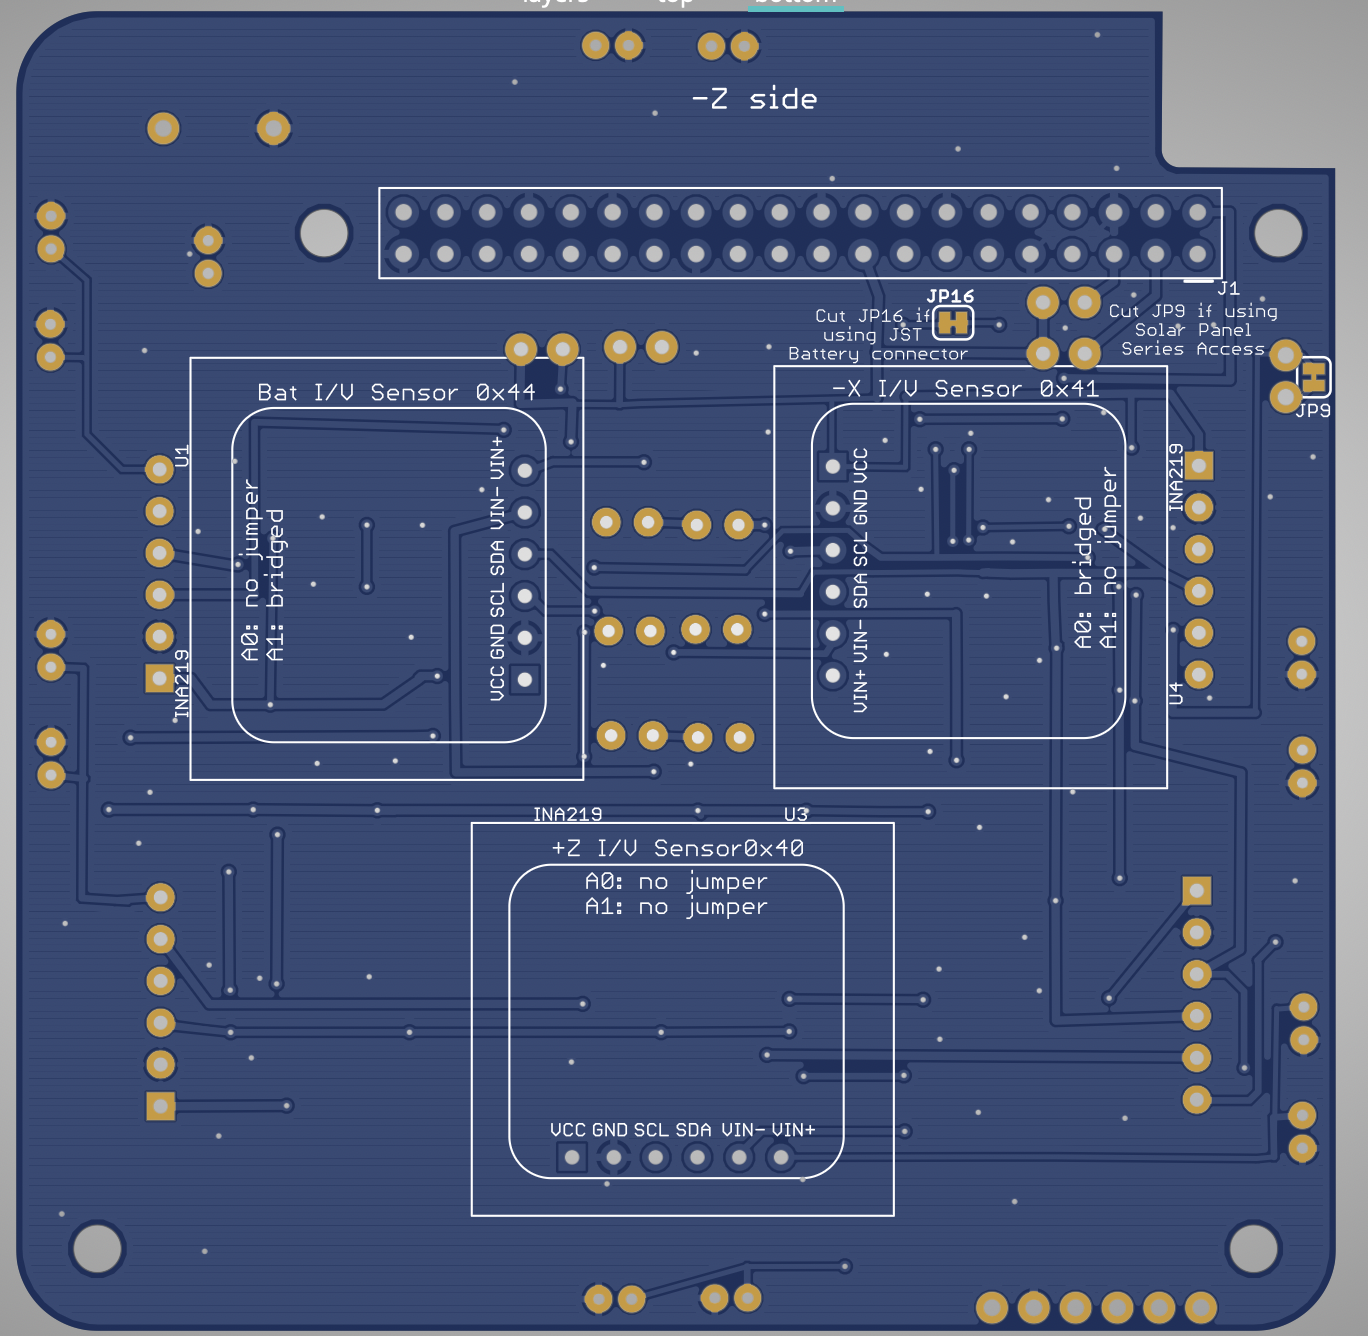 layers top bottom
-Z side
J1
JP16
Cut JP16 if
using JST
Battery connector
Cut JP9 if using
Solar Panel
Series Access
JP9
Bat I/V Sensor 0x44
U1
INA219
A0: no jumper
A1: bridged
VIN+
VIN-
SDA
SCL
GND
VCC
-X I/V Sensor 0x41
VCC
GND
SCL
SDA
VIN-
VIN+
A0: bridged
A1: no jumper
INA219
U4
INA219
U3
+Z I/V Sensor0x40
A0: no jumper
A1: no jumper
VCC GND SCL SDA VIN- VIN+